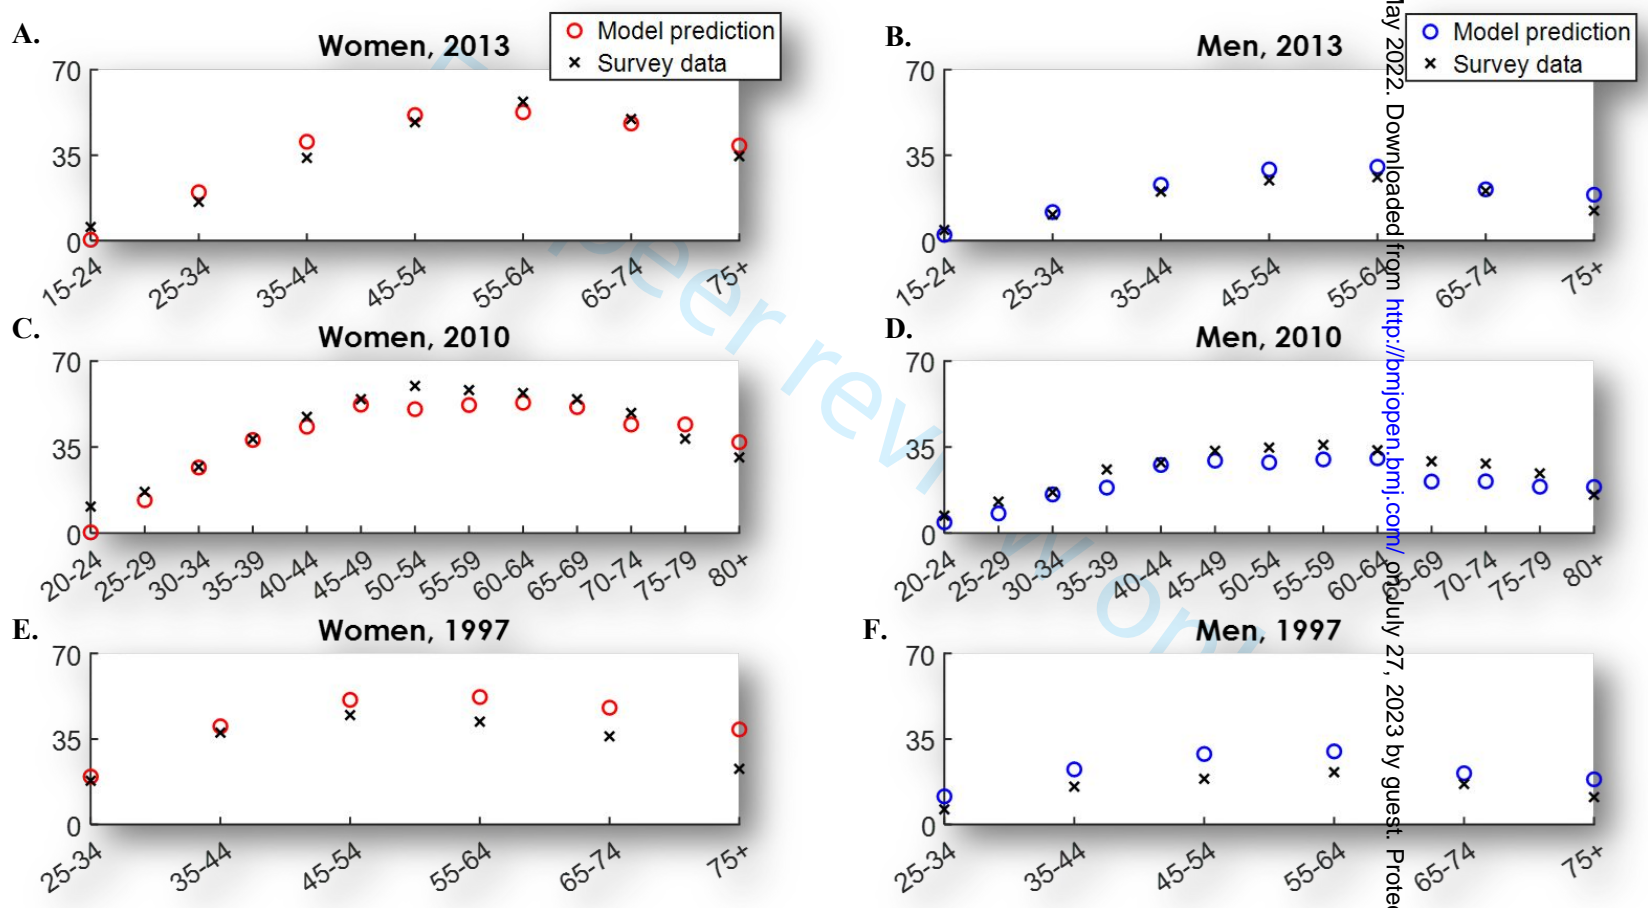 A.
Women, 2013
Model prediction
Survey data
70
35
0
15-24 25-34 35-44 45-54 55-64 65-74 75+
B.
Men, 2013
Model prediction
Survey data
70
35
0
15-24 25-34 35-44 45-54 55-64 65-74 75+
C.
Women, 2010
70
35
0
20-24 25-29 30-34 35-39 40-44 45-49 50-54 55-59 60-64 65-69 70-74 75-79 80+
D.
Men, 2010
70
35
0
20-24 25-29 30-34 35-39 40-44 45-49 50-54 55-59 60-64 5-69 70-74 75-79 80+
E.
Women, 1997
70
35
0
25-34 35-44 45-54 55-64 65-74 75+
F.
Men, 1997
70
35
0
25-34 35-44 45-54 55-64 65-74 75+
peer review on
2022. Downloaded from http://bmjopen.bmj.com/ on July 27, 2023 by guest.